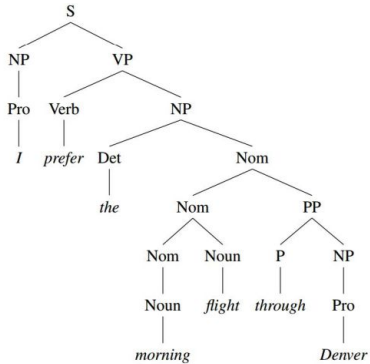 S
NP VP
Pro Verb NP
I prefer Det Nom
the Nom PP
Nom Noun P NP
Noun flight through Pro
morning Denver